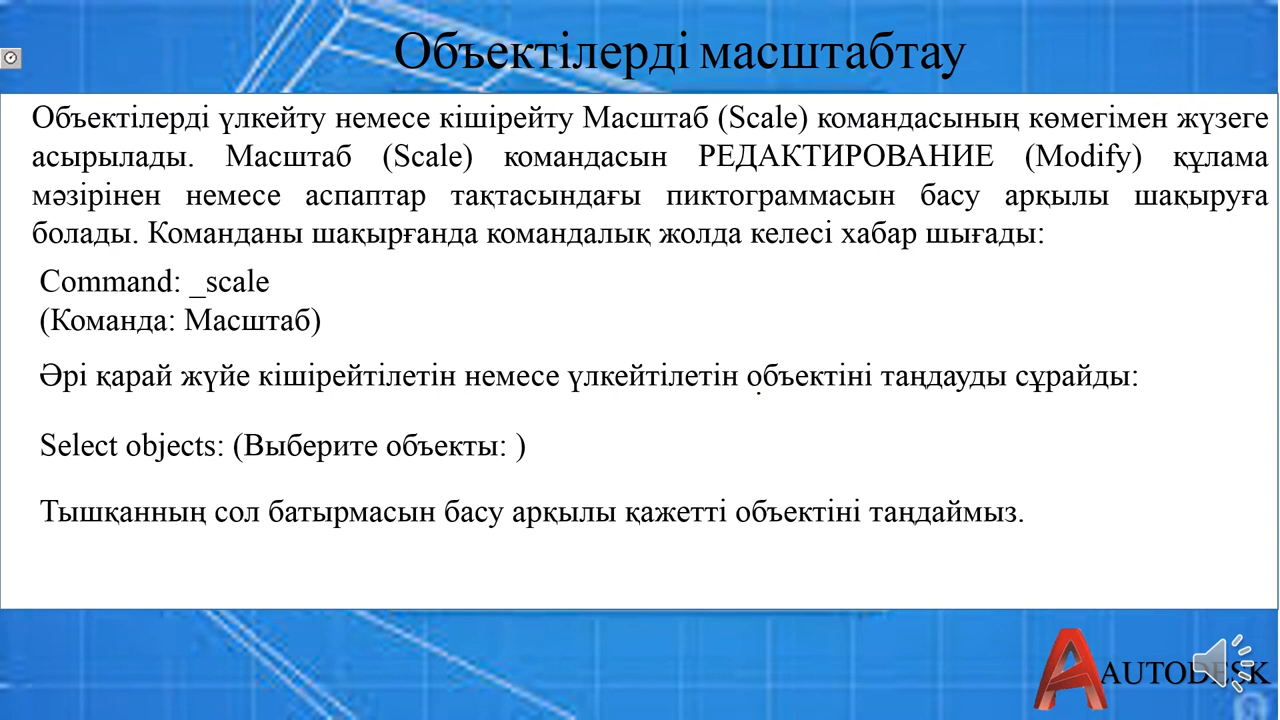 Объектілерді масштабтау
Объектілерді үлкейту немесе кішірейту Масштаб (Scale) командасының көмегімен жүзеге
асырылады. Масштаб (Scale) командасын РЕДАКТИРОВАНИЕ (Modify) құлама
мәзірінен немесе аспаптар тақтасындағы пиктограммасын басу арқылы шақыруға
болады. Команданы шақырғанда командалық жолда келесі хабар шығады:
Command: _scale
(Команда: Масштаб)
Әрі қарай жүйе кішірейтілетін немесе үлкейтілетін объектіні таңдауды сұрайды:
Select objects: (Выберите объекты: )
Тышқанның сол батырмасын басу арқылы қажетті объектіні таңдаймыз.
AUTODESK